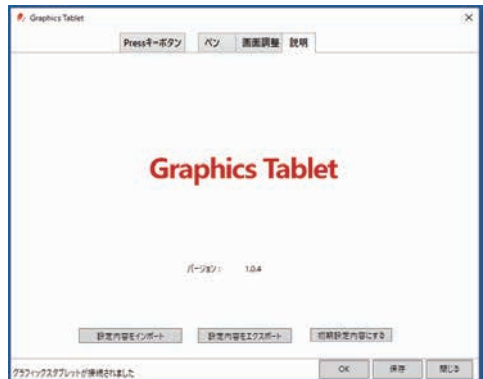 Graphics Tablet
Pressキーボタン ペン 画面調整 説明
Graphics Tablet
バージョン: 1.0.4
設定内容をインポート 設定内容をエクスポート 初期設定内容にする
グラフィックスタブレットが接続されました OK 保存 閉じる